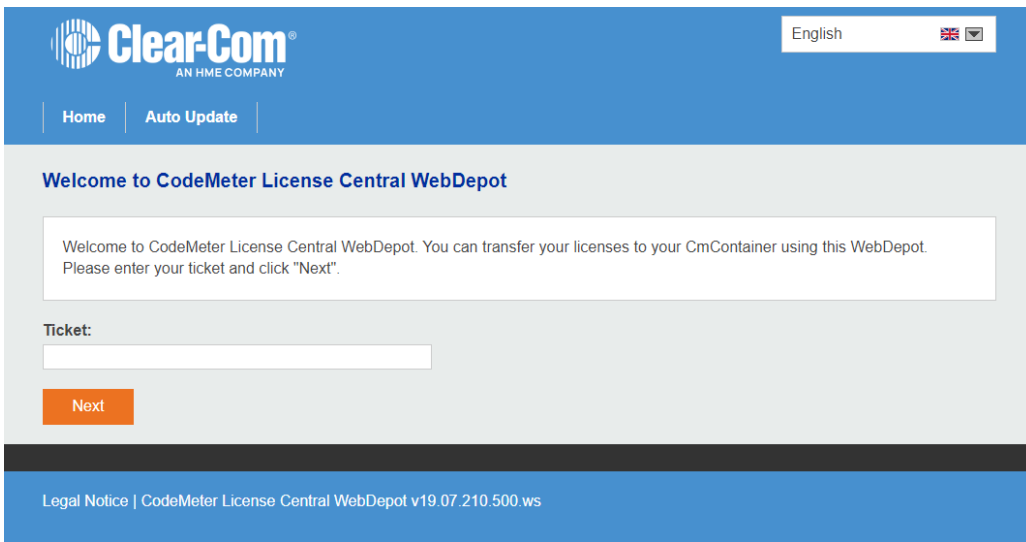 Clear-Com®
AN HME COMPANY
English
Home Auto Update
Welcome to CodeMeter License Central WebDepot
Welcome to CodeMeter License Central WebDepot. You can transfer your licenses to your CmContainer using this WebDepot.
Please enter your ticket and click "Next".
Ticket:
Next
Legal Notice | CodeMeter License Central WebDepot v19.07.210.500.ws